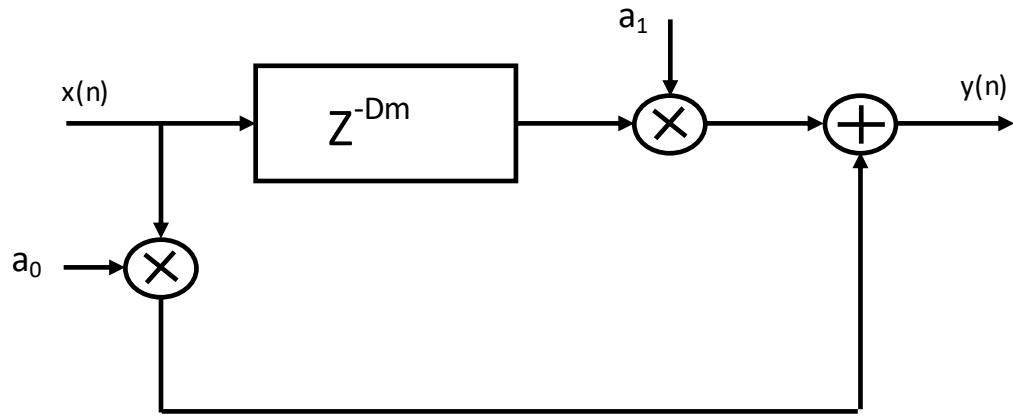 a₁
x(n)
Z⁻ᴰᵐ
y(n)
a₀